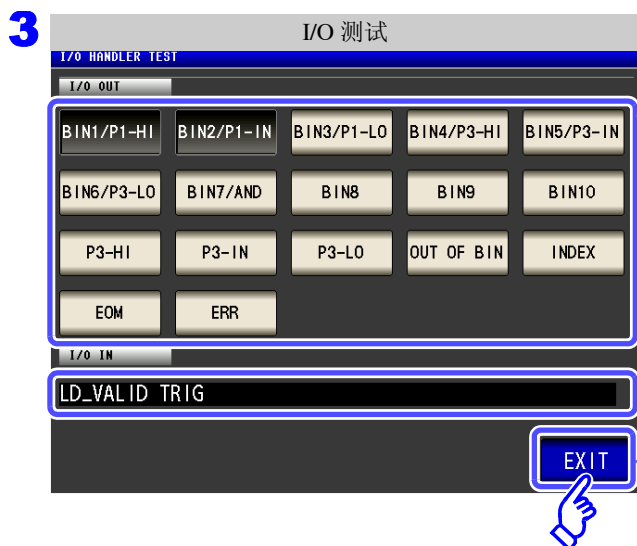 3
I/O 测试
I/O HANDLER TEST
I/O OUT
BIN1/P1-HI BIN2/P1-IN BIN3/P1-LO BIN4/P3-HI BIN5/P3-IN
BIN6/P3-LO BIN7/AND BIN8 BIN9 BIN10
P3-HI P3-IN P3-LO OUT OF BIN INDEX
EOM ERR
I/O IN
LD_VALID TRIG
EXIT